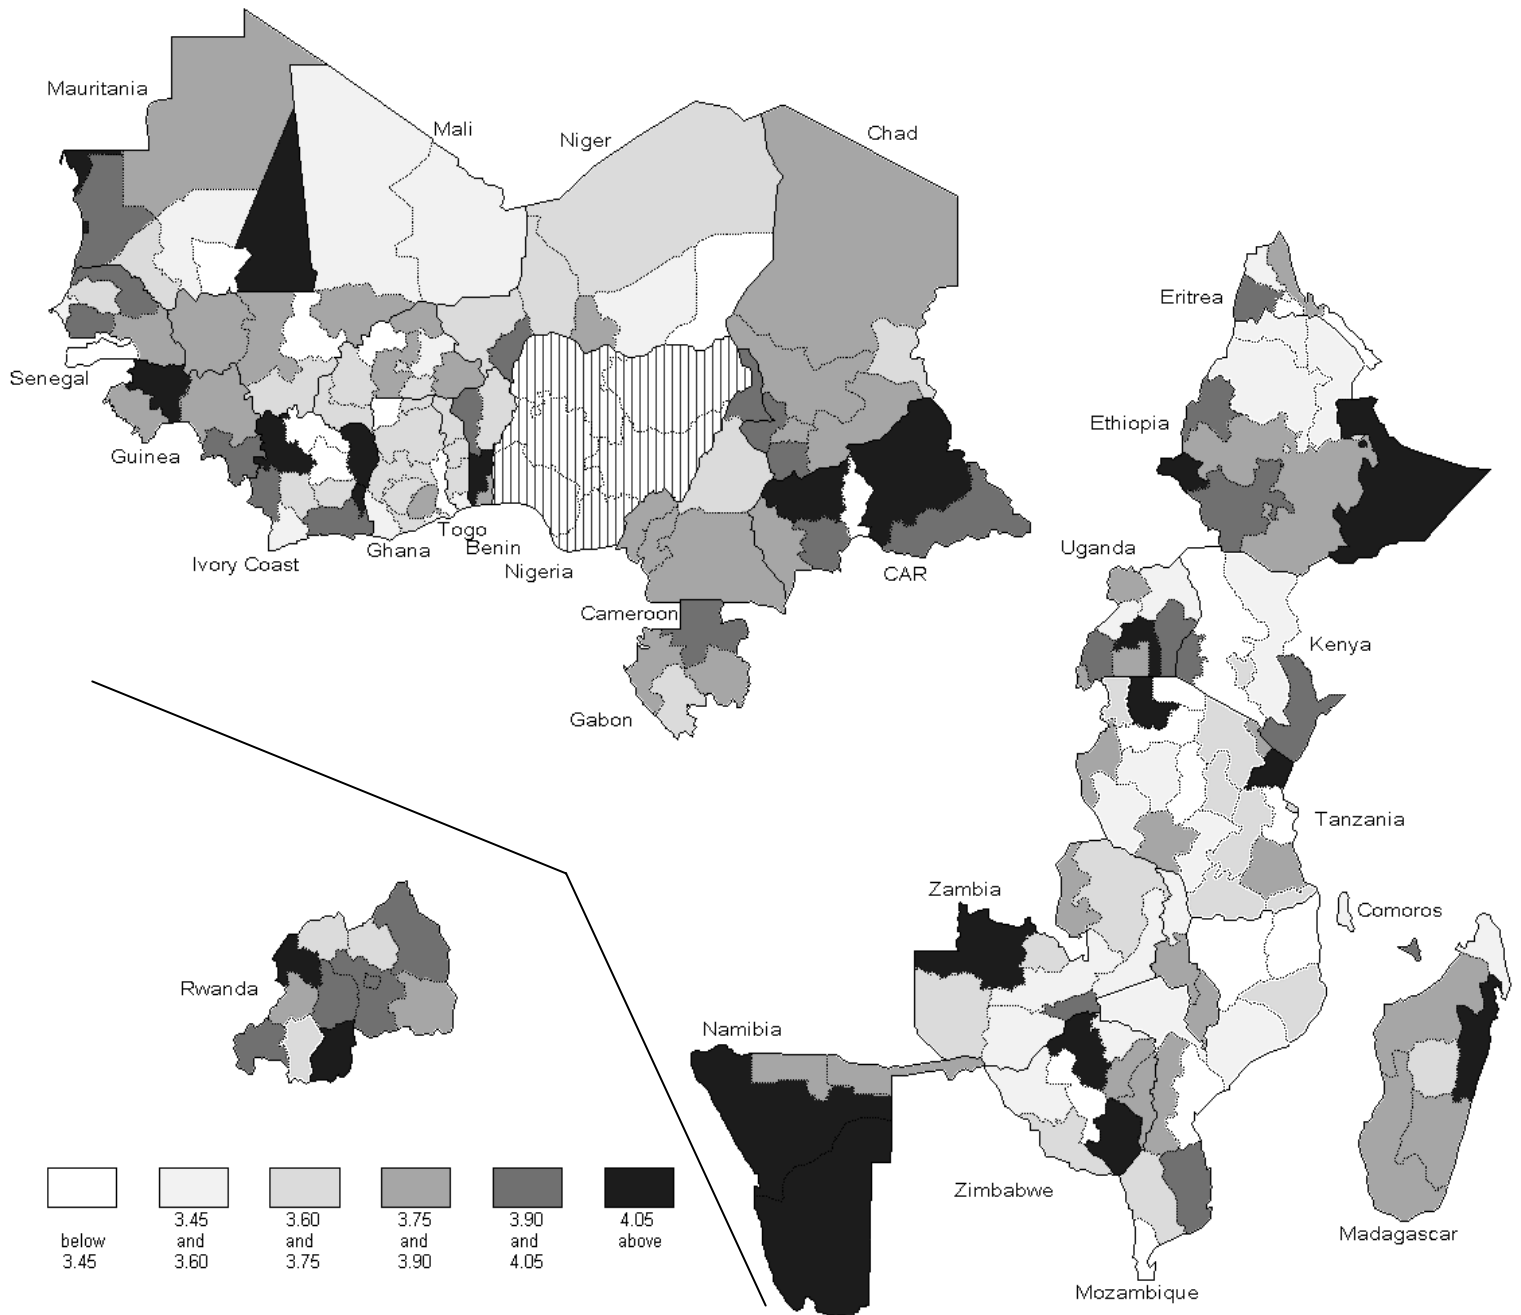 Mauritania
Mali
Niger
Chad
Eritrea
Senegal
Ethiopia
Guinea
Togo
Ivory Coast
Ghana
Benin
Nigeria
CAR
Uganda
Cameroon
Kenya
Gabon
Tanzania
Zambia
Comoros
Rwanda
Namibia
Zimbabwe
Madagascar
Mozambique
below
3.45
3.45
and
3.60
3.60
and
3.75
3.75
and
3.90
3.90
and
4.05
4.05
above